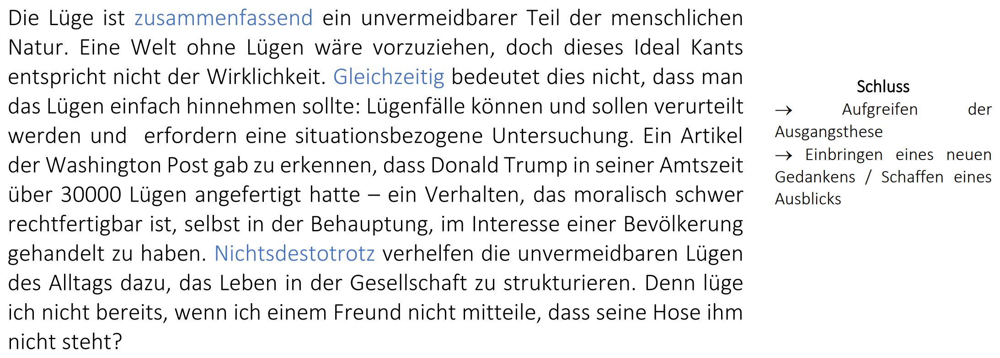 Die Lüge ist zusammenfassend ein unvermeidbarer Teil der menschlichen
Natur. Eine Welt ohne Lügen wäre vorzuziehen, doch dieses Ideal Kants
entspricht nicht der Wirklichkeit. Gleichzeitig bedeutet dies nicht, dass man
das Lügen einfach hinnehmen sollte: Lügenfälle können und sollen verurteilt
werden und  erfordern eine situationsbezogene Untersuchung. Ein Artikel
der Washington Post gab zu erkennen, dass Donald Trump in seiner Amtszeit
über 30000 Lügen angefertigt hatte – ein Verhalten, das moralisch schwer
rechtfertigbar ist, selbst in der Behauptung, im Interesse einer Bevölkerung
gehandelt zu haben. Nichtsdestotrotz verhelfen die unvermeidbaren Lügen
des Alltags dazu, das Leben in der Gesellschaft zu strukturieren. Denn lüge
ich nicht bereits, wenn ich einem Freund nicht mitteile, dass seine Hose ihm
nicht steht?
Schluss
→ Aufgreifen der
Ausgangsthese
→ Einbringen eines neuen
Gedankens / Schaffen eines
Ausblicks